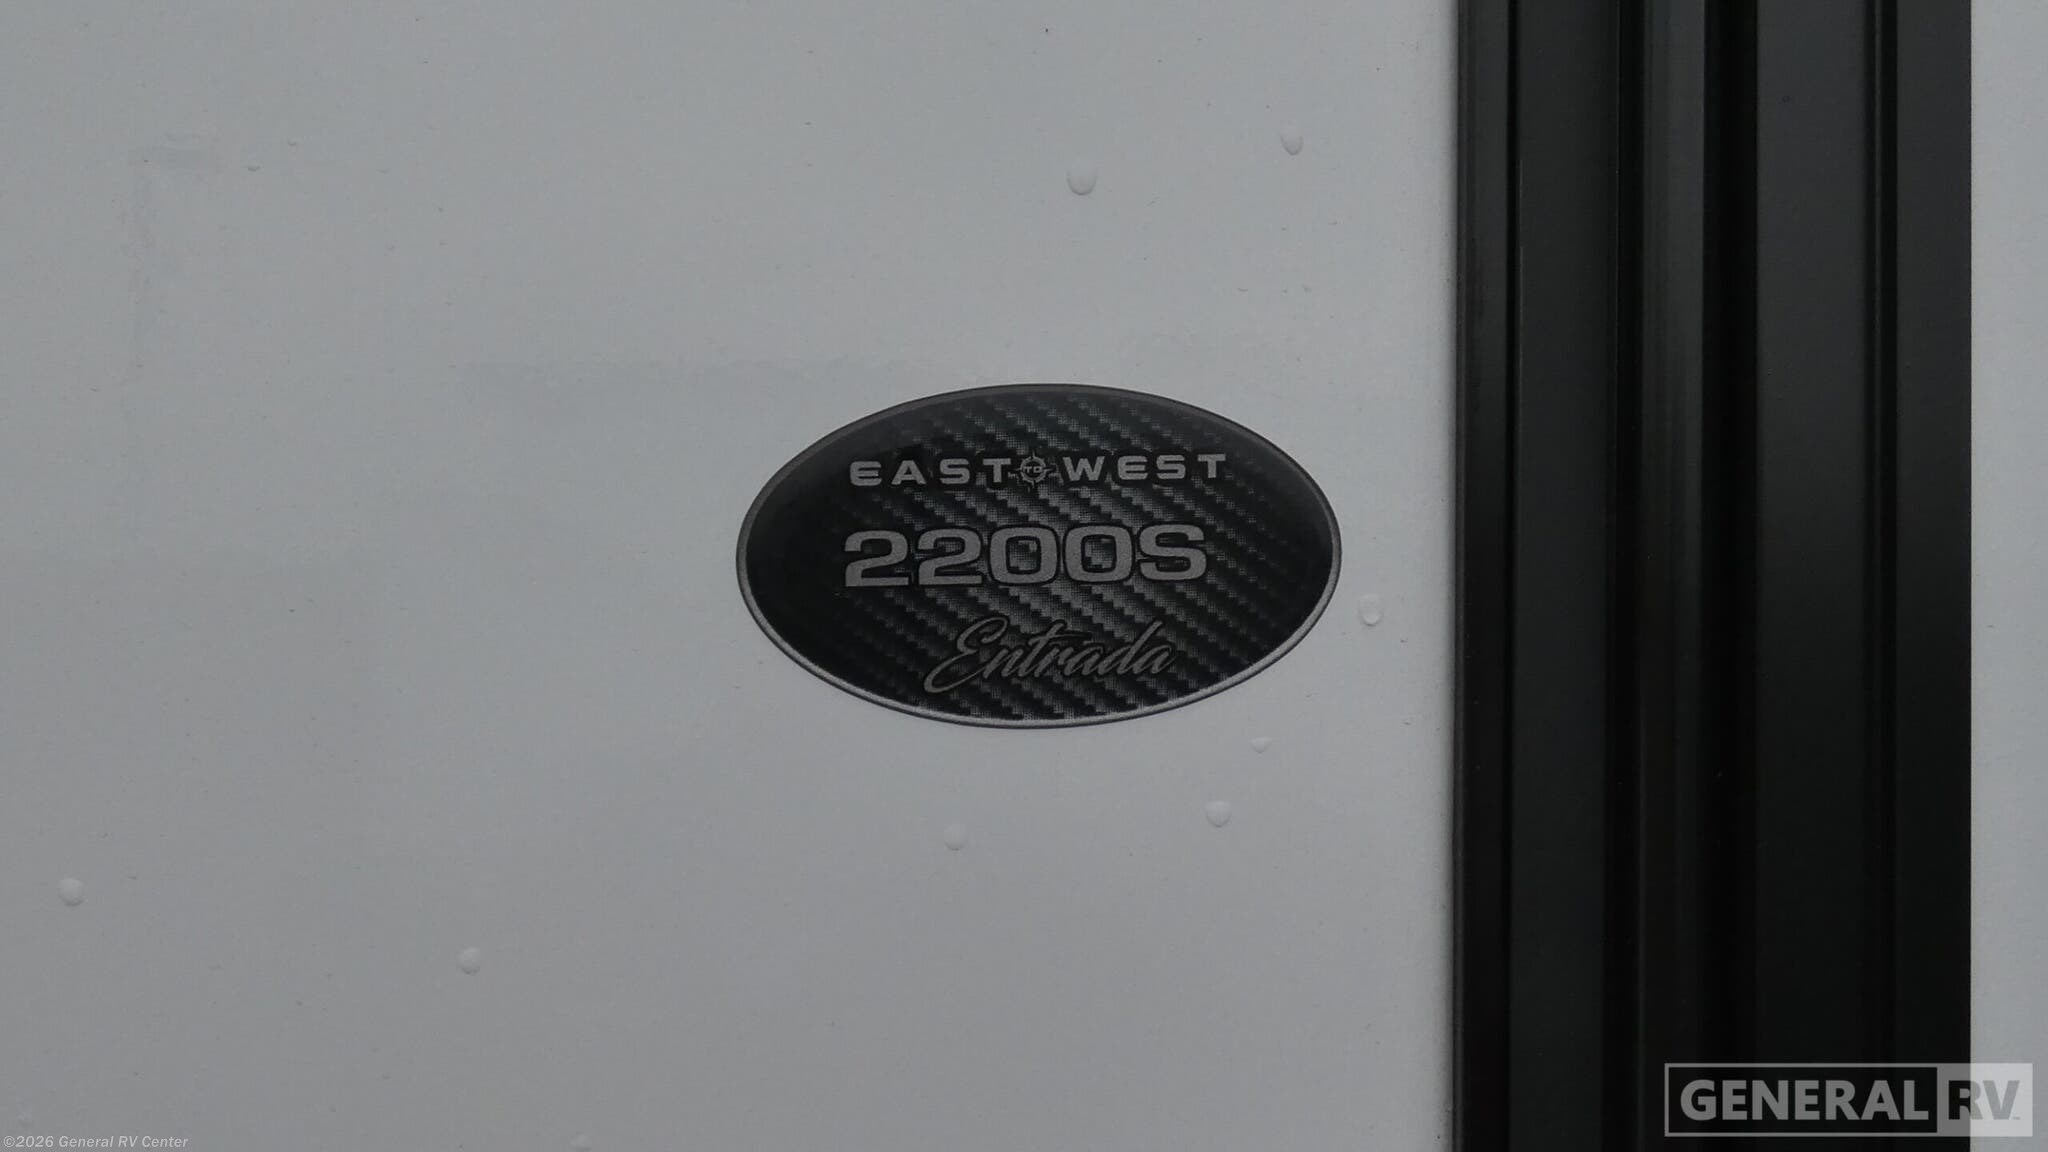 EAST TO WEST
2200S
Entrada
GENERAL RV
©2026 General RV Center